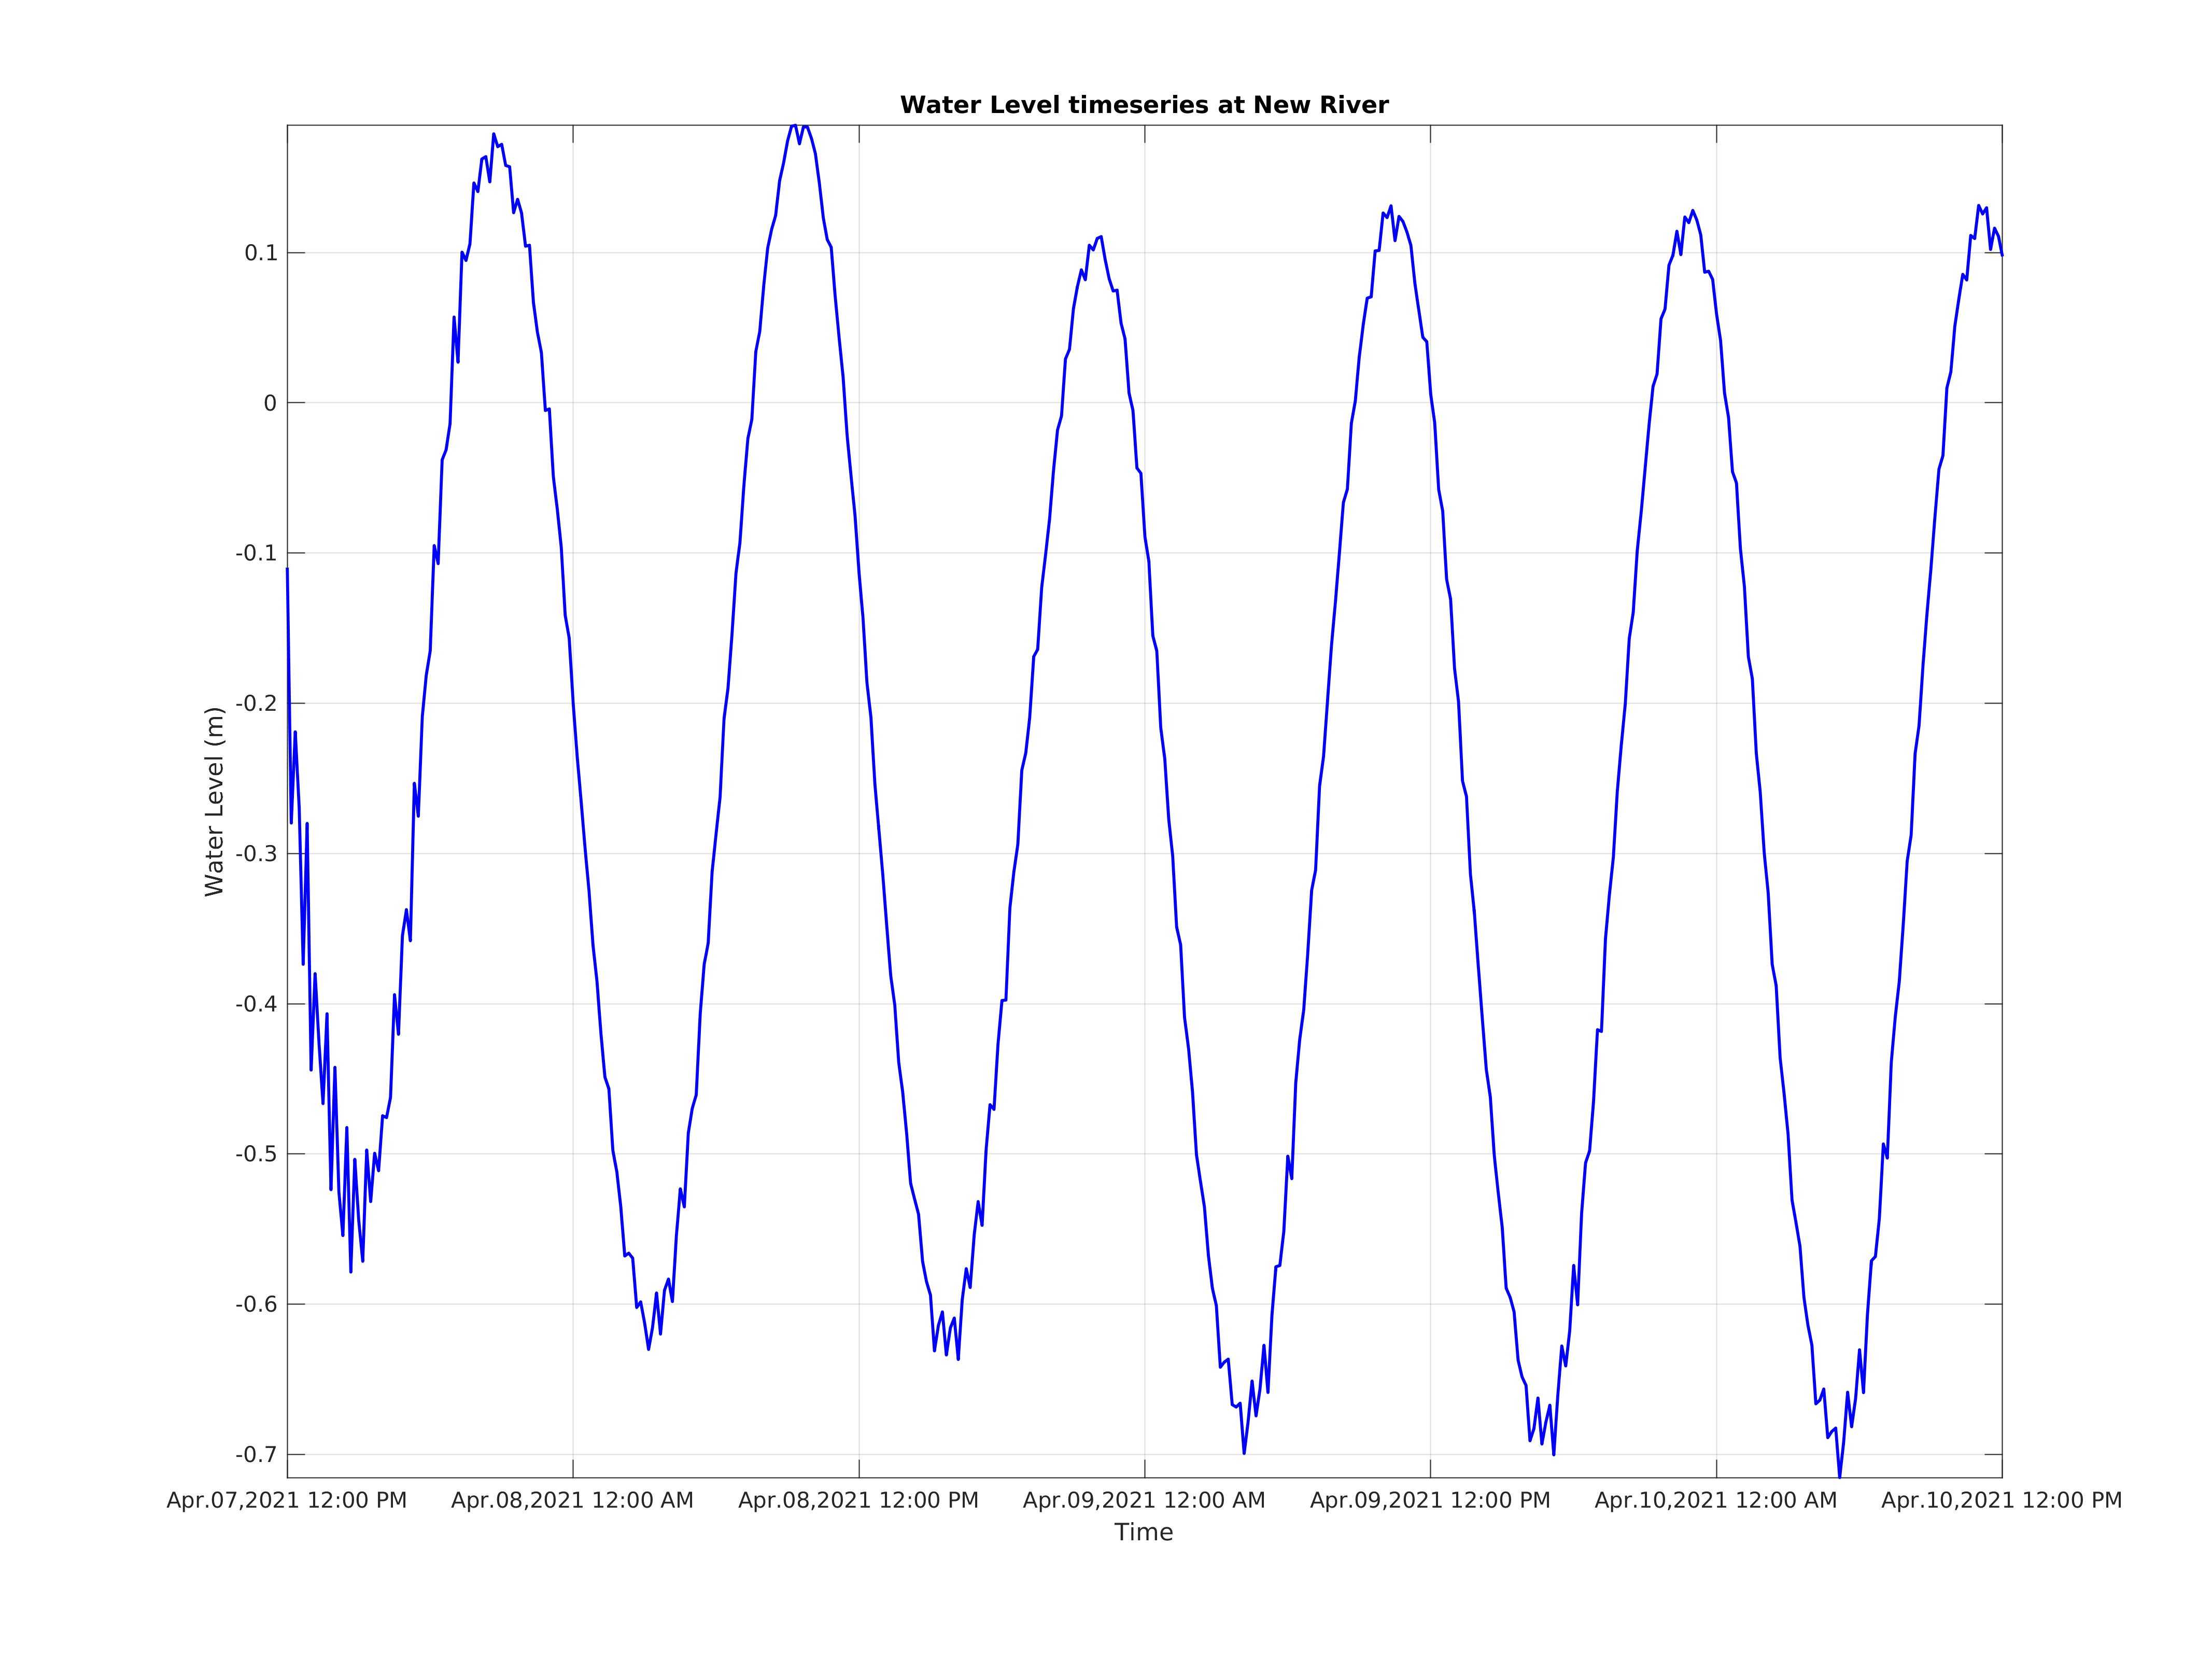 Water Level timeseries at New River
0.1
0
-0.1
-0.2
-0.3
-0.4
-0.5
-0.6
-0.7
Water Level (m)
Apr.07,2021 12:00 PM Apr.08,2021 12:00 AM Apr.08,2021 12:00 PM Apr.09,2021 12:00 AM Apr.09,2021 12:00 PM Apr.10,2021 12:00 AM Apr.10,2021 12:00 PM
Time